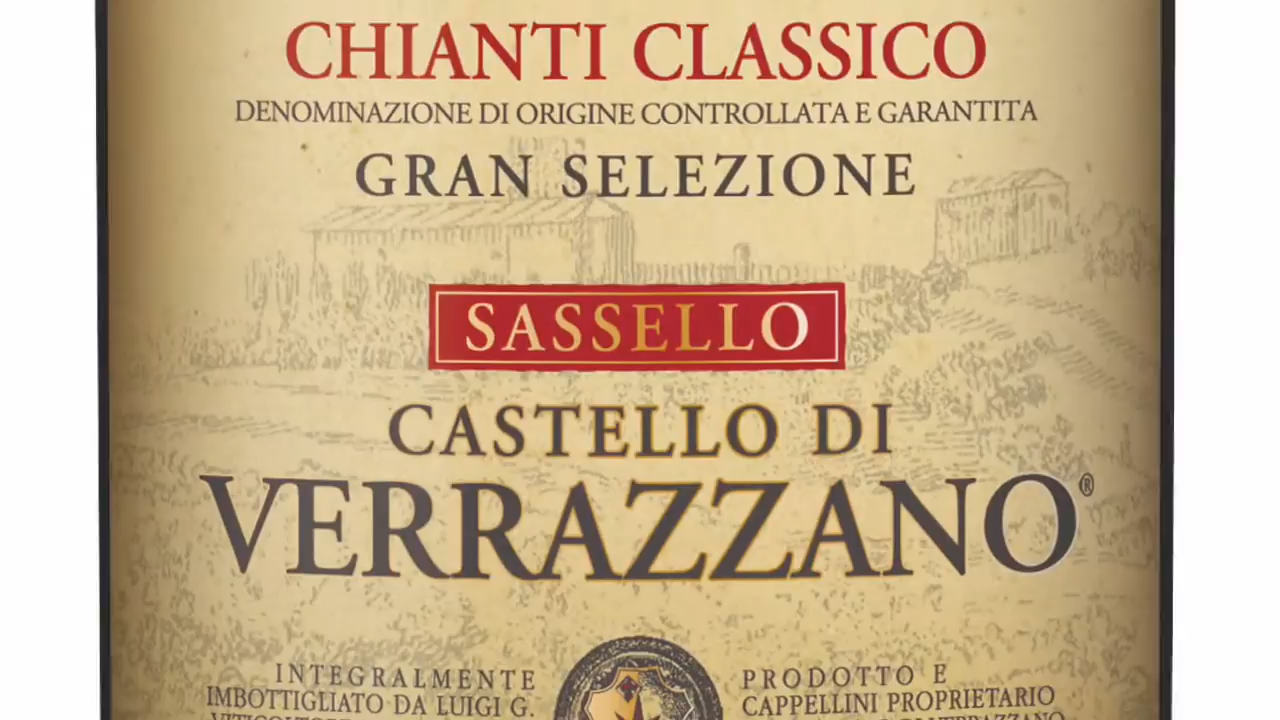 CHIANTI CLASSICO
DENOMINAZIONE DI ORIGINE CONTROLLATA E GARANTITA
GRAN SELEZIONE
SASSELLO
CASTELLO DI
VERRAZZANO®
INTEGRALMENTE PRODOTTO E
IMBOTTIGLIATO DA LUIGI G. CAPPELLINI PROPRIETARIO